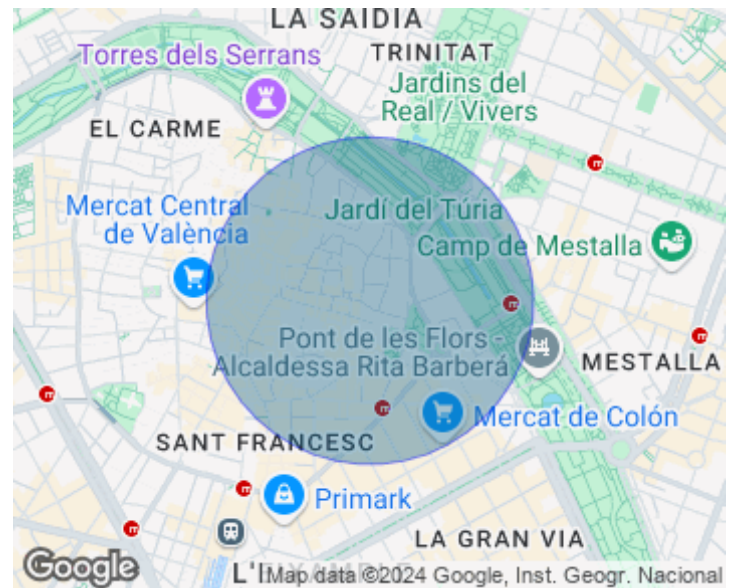 LA SAÏDIA
Torres dels Serrans
TRINITAT
Jardins del
Real / Vivers
EL CARME
Mercat Central
de València
Jardí del Túria
Camp de Mestalla
Pont de les Flors -
Alcaldessa Rita Barberá
MESTALLA
Mercat de Colón
SANT FRANCESC
Primark
LA GRAN VIA
Google
Map data ©2024 Google, Inst. Geogr. Nacional